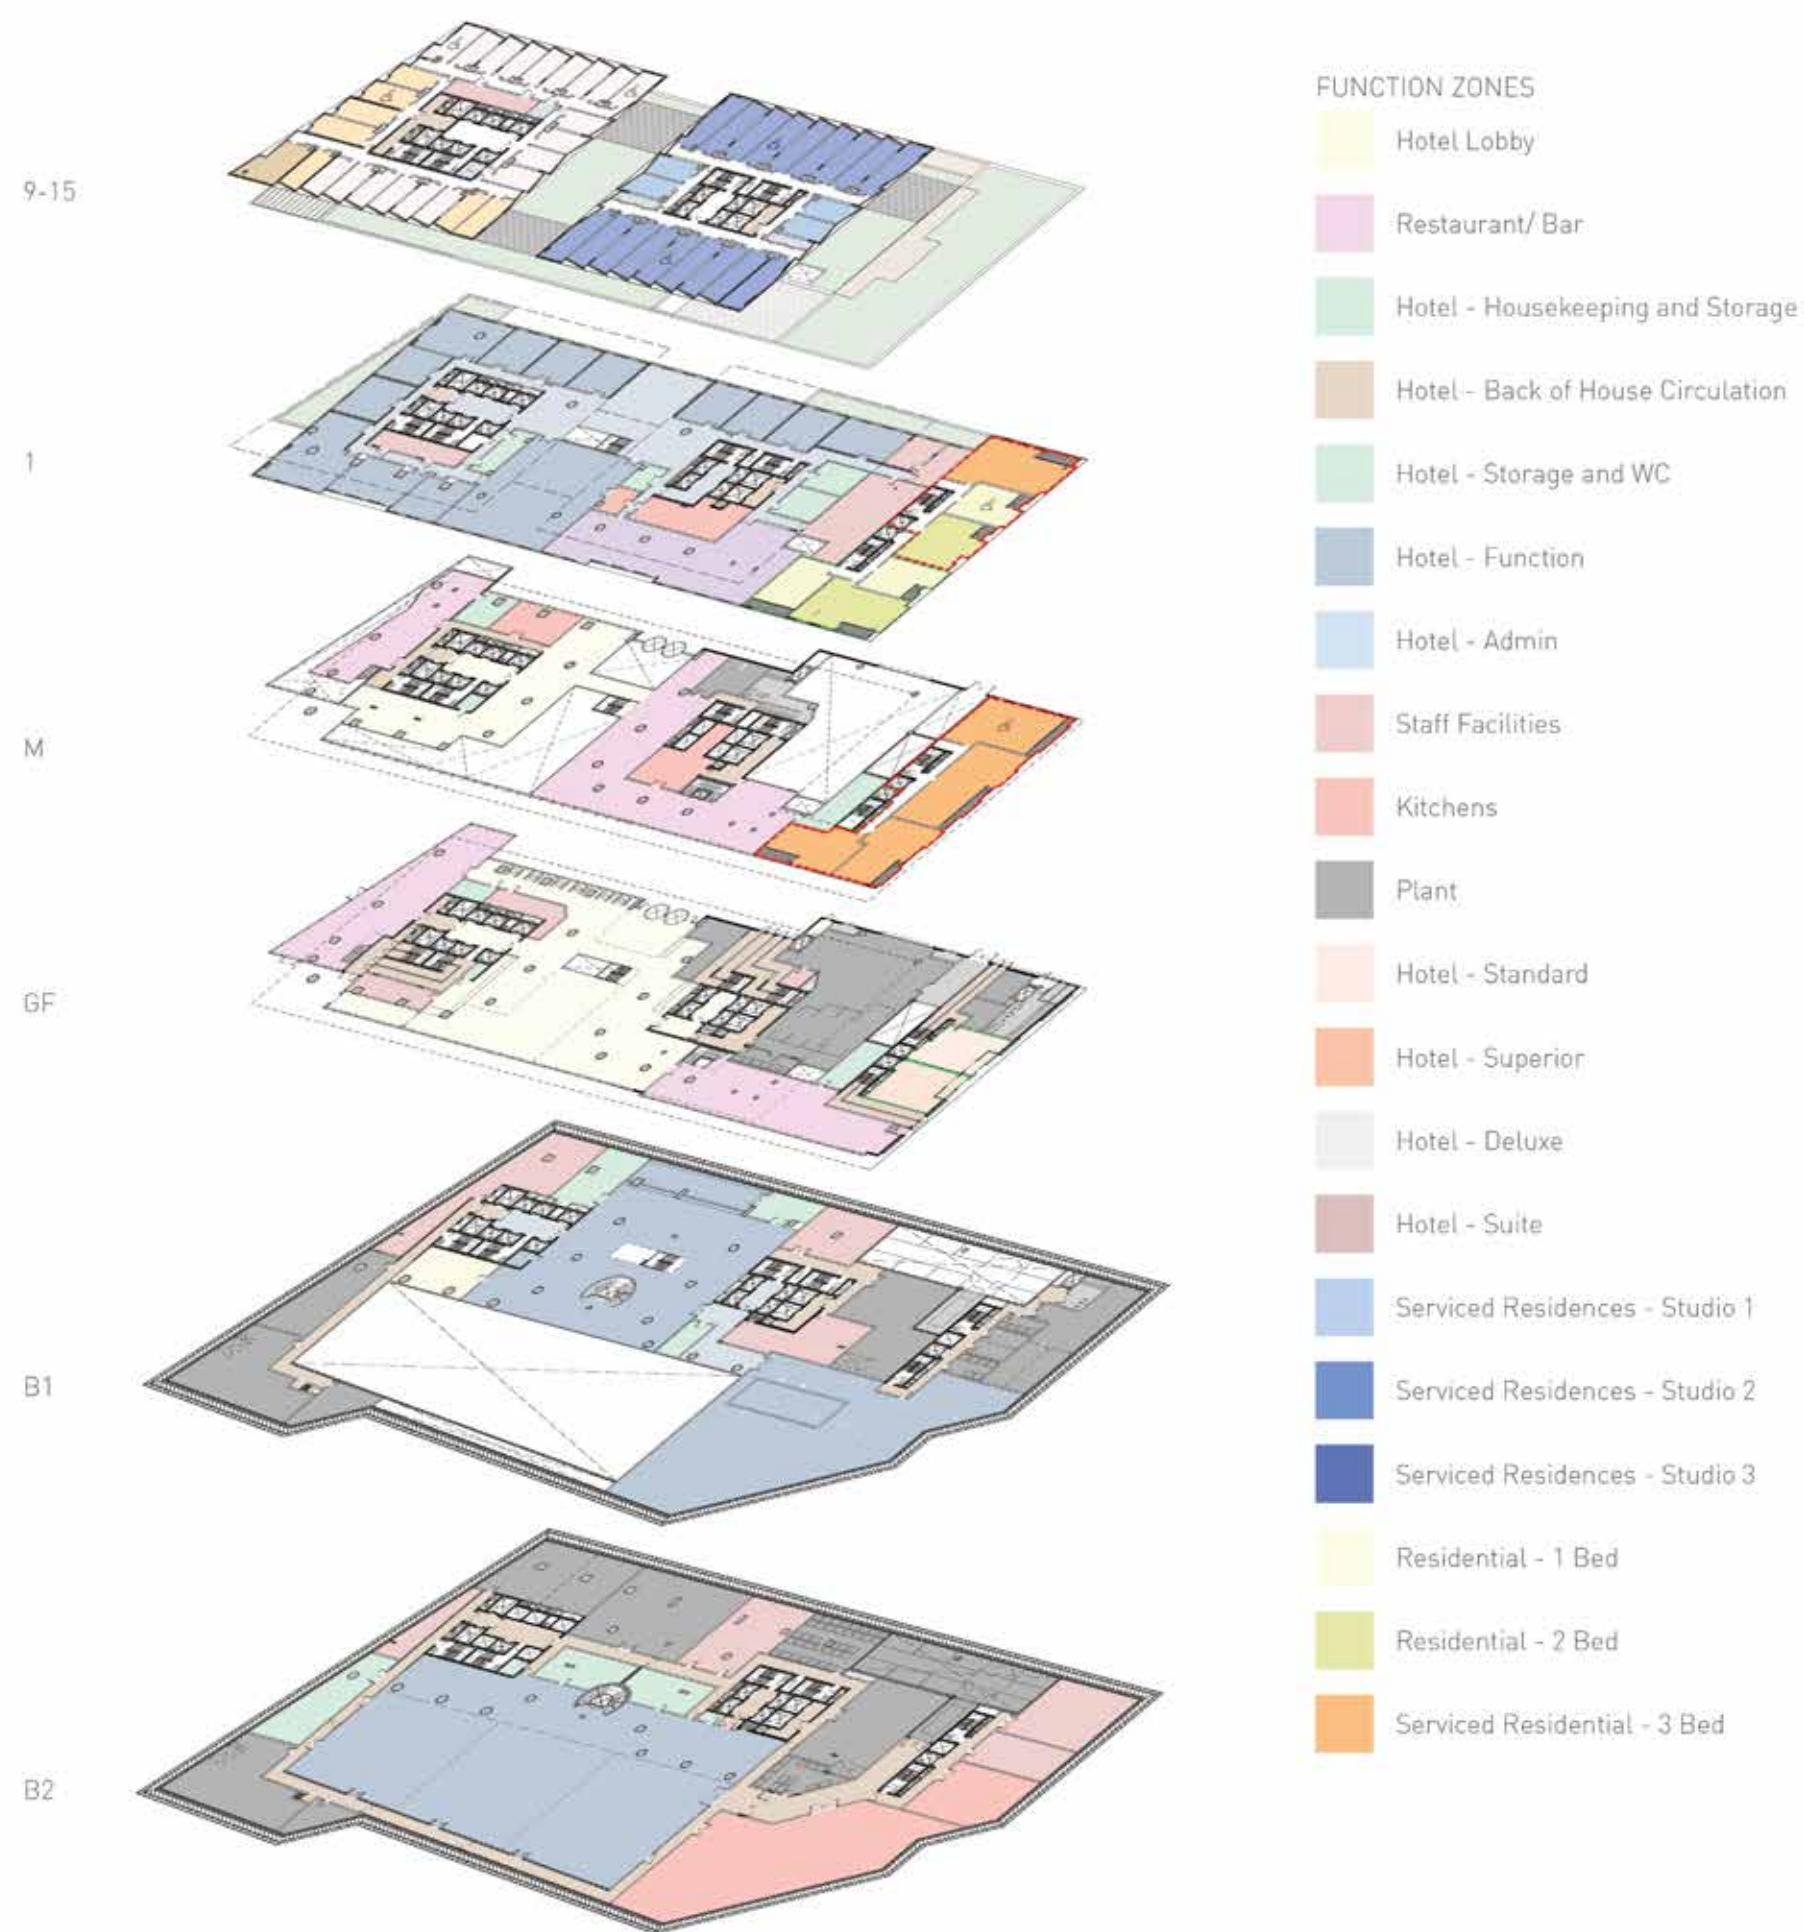 FUNCTION ZONES
Hotel Lobby
Restaurant/ Bar
Hotel - Housekeeping and Storage
Hotel - Back of House Circulation
Hotel - Storage and WC
Hotel - Function
Hotel - Admin
Staff Facilities
Kitchens
Plant
Hotel - Standard
Hotel - Superior
Hotel - Deluxe
Hotel - Suite
Serviced Residences - Studio 1
Serviced Residences - Studio 2
Serviced Residences - Studio 3
Residential - 1 Bed
Residential - 2 Bed
Serviced Residential - 3 Bed
9-15
1
M
GF
B1
B2